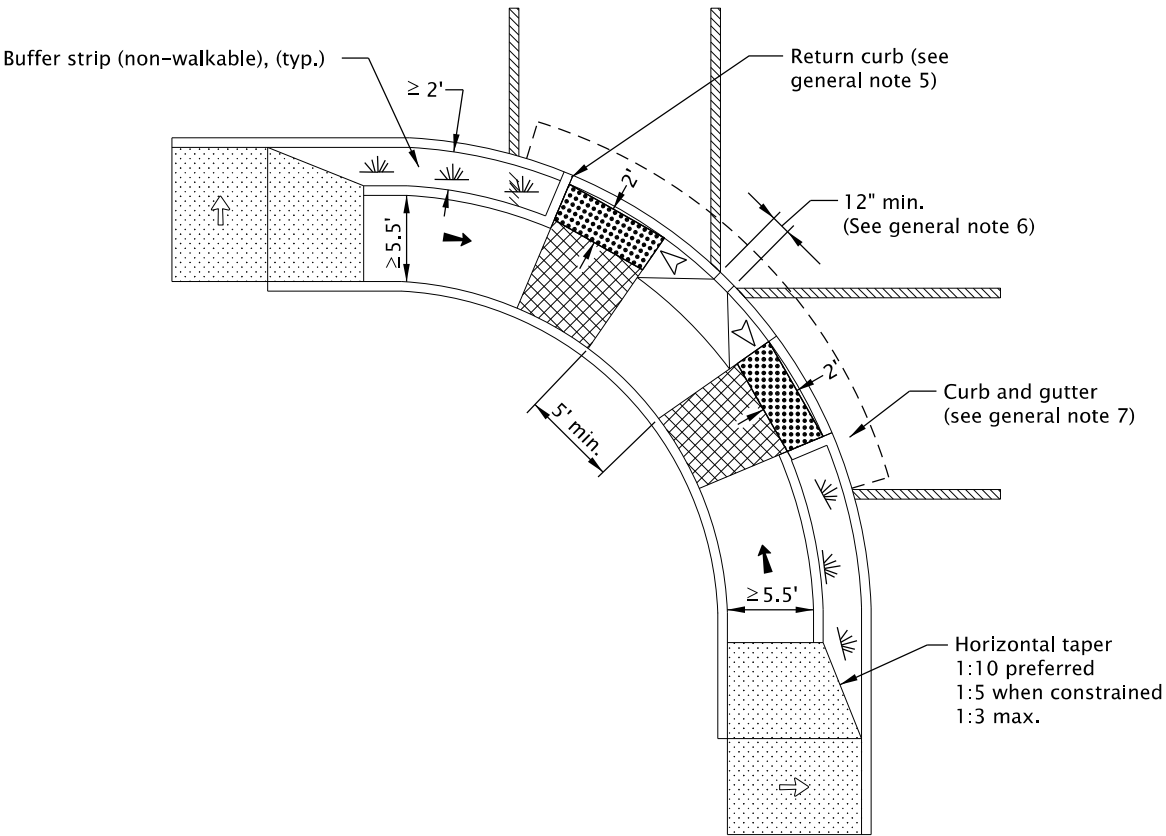 Buffer strip (non-walkable), (typ.)
≥ 2'
Return curb (see
general note 5)
2'
12" min.
(See general note 6)
≥5.5'
2'
Curb and gutter
(see general note 7)
5' min.
≥5.5'
Horizontal taper
1:10 preferred
1:5 when constrained
1:3 max.